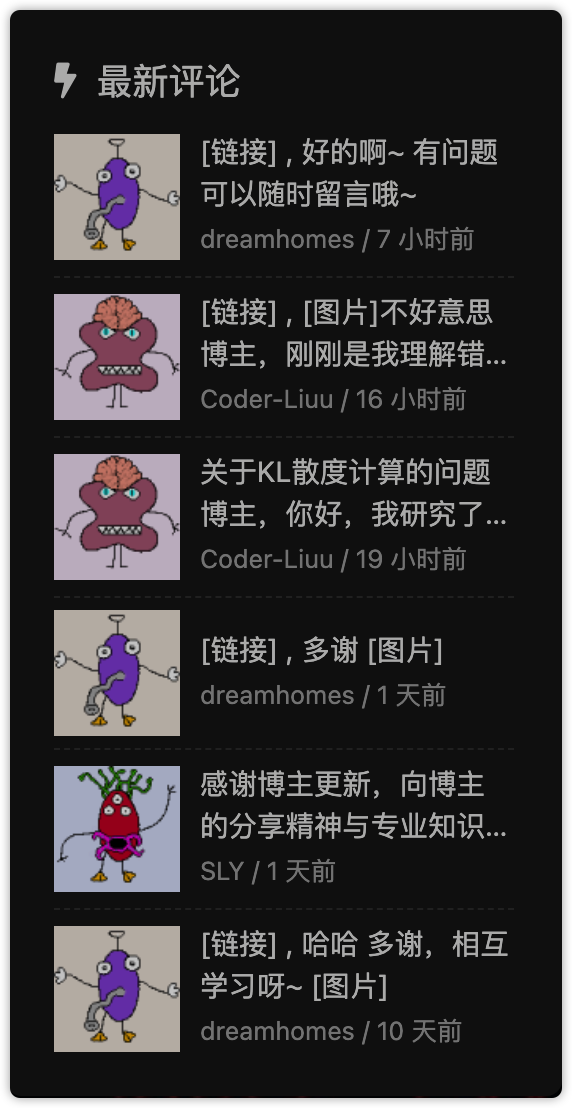 最新评论
[链接] , 好的啊~ 有问题
可以随时留言哦~
dreamhomes / 7 小时前
[链接] , [图片]不好意思
博主，刚刚是我理解错...
Coder-Liuu / 16 小时前
关于KL散度计算的问题
博主，你好，我研究了...
Coder-Liuu / 19 小时前
[链接] , 多谢 [图片]
dreamhomes / 1 天前
感谢博主更新，向博主
的分享精神与专业知识...
SLY / 1 天前
[链接] , 哈哈 多谢，相互
学习呀~ [图片]
dreamhomes / 10 天前